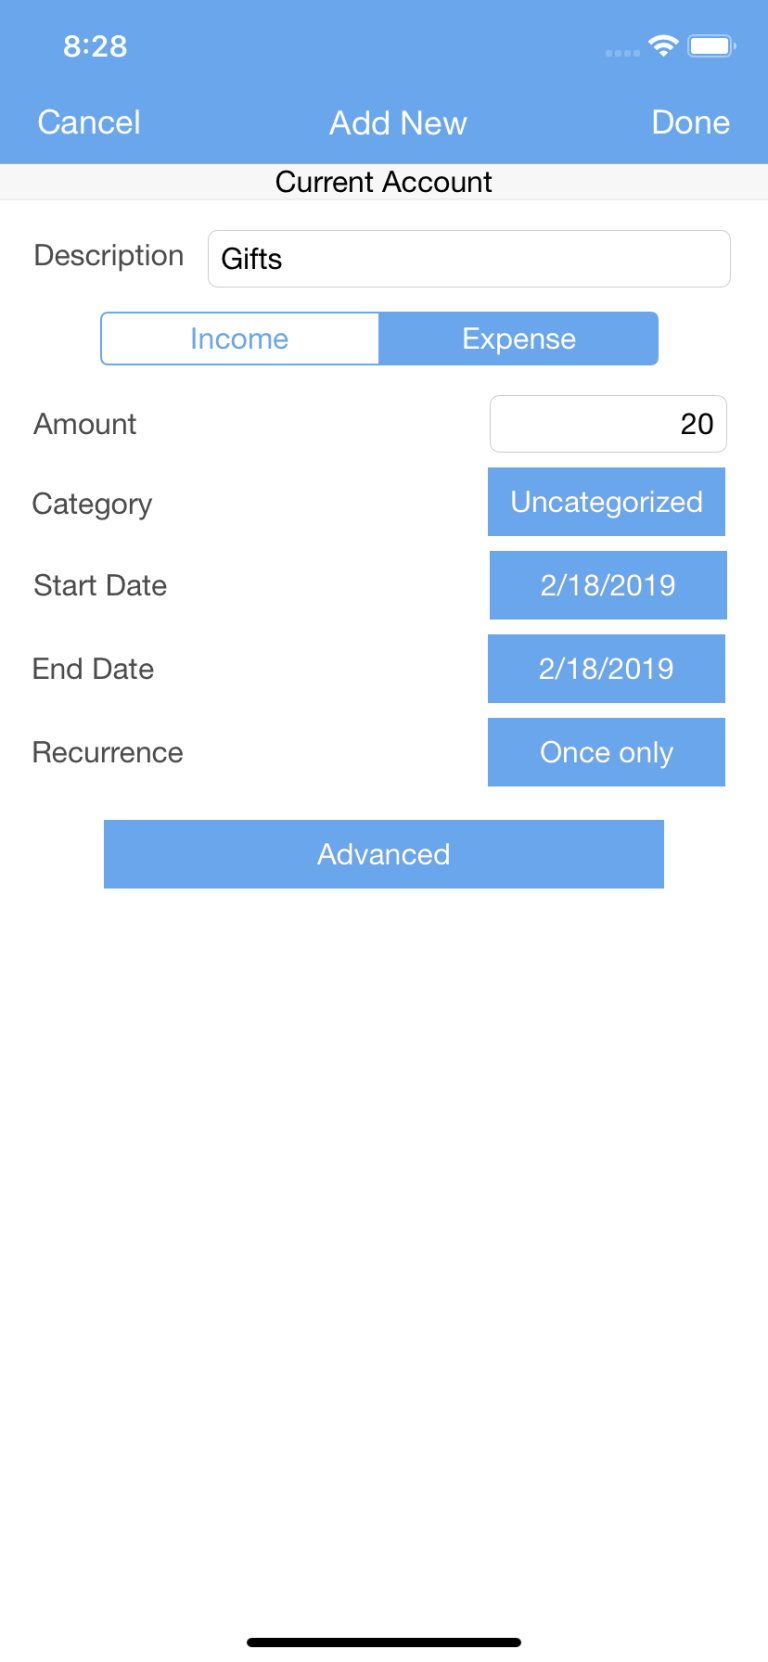 8:28
Cancel Add New Done
Current Account
Description Gifts
Income Expense
Amount 20
Category Uncategorized
Start Date 2/18/2019
End Date 2/18/2019
Recurrence Once only
Advanced